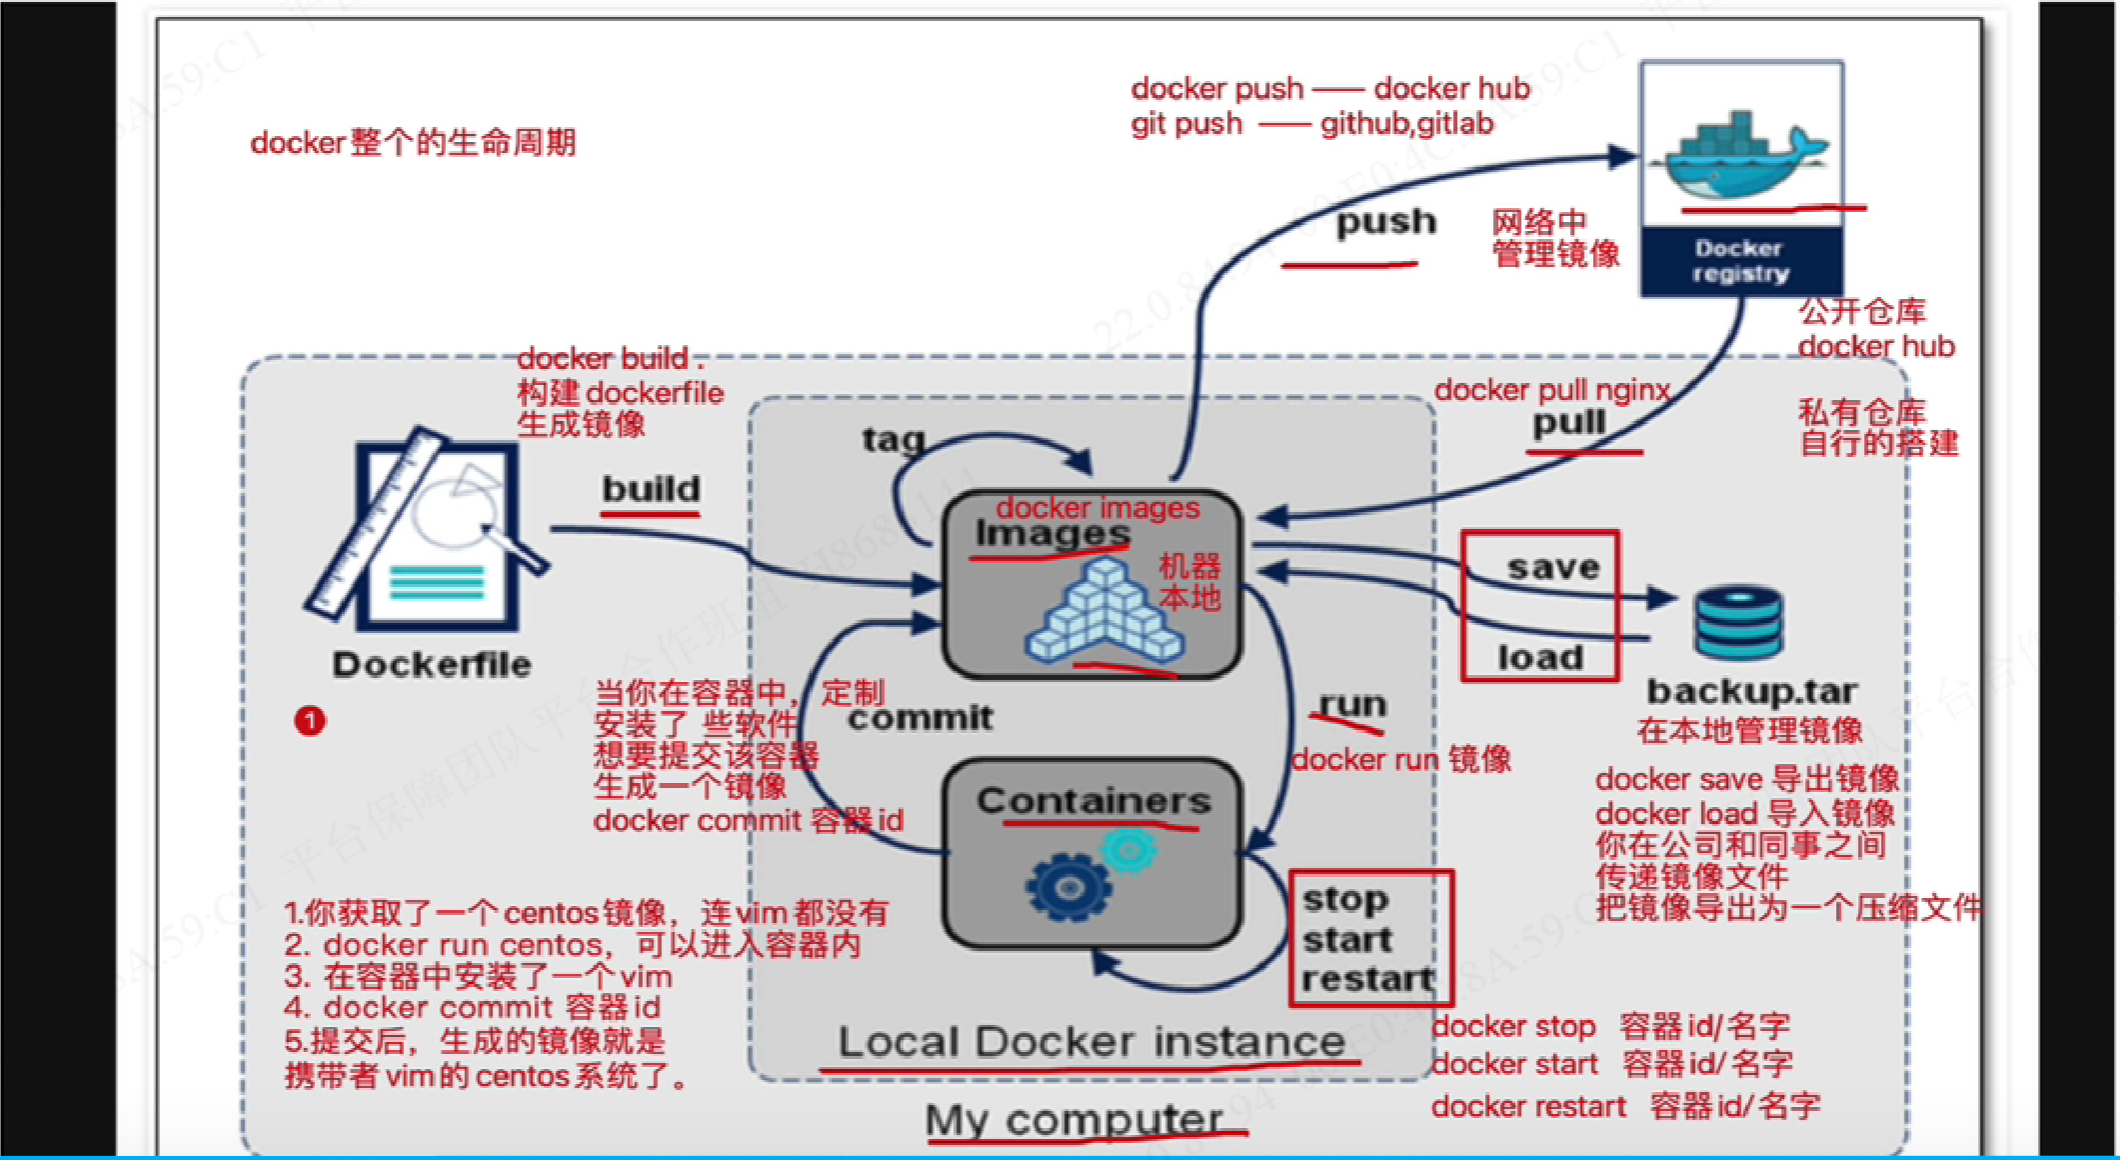 docker push —— docker hub
git push —— github,gitlab
docker整个的生命周期
push
网络中
管理镜像
Docker
registry
公开仓库
docker hub
私有仓库
自行的搭建
docker build .
构建dockerfile
生成镜像
docker pull nginx
pull
tag
build
docker images
Images
机器
本地
save
load
Dockerfile
backup.tar
在本地管理镜像
1
当你在容器中，定制
安装了 些软件
想要提交该容器
生成一个镜像
docker commit 容器id
commit
run
docker run 镜像
docker save 导出镜像
docker load 导入镜像
你在公司和同事之间
传递镜像文件
把镜像导出为一个压缩文件
Containers
stop
start
restart
1.你获取了一个centos镜像，连vim都没有
2. docker run centos，可以进入容器内
3. 在容器中安装了一个vim
4. docker commit 容器id
5.提交后，生成的镜像就是
携带者vim的centos系统了。
Local Docker instance
docker stop 容器id/名字
docker start 容器id/名字
docker restart 容器id/名字
My computer